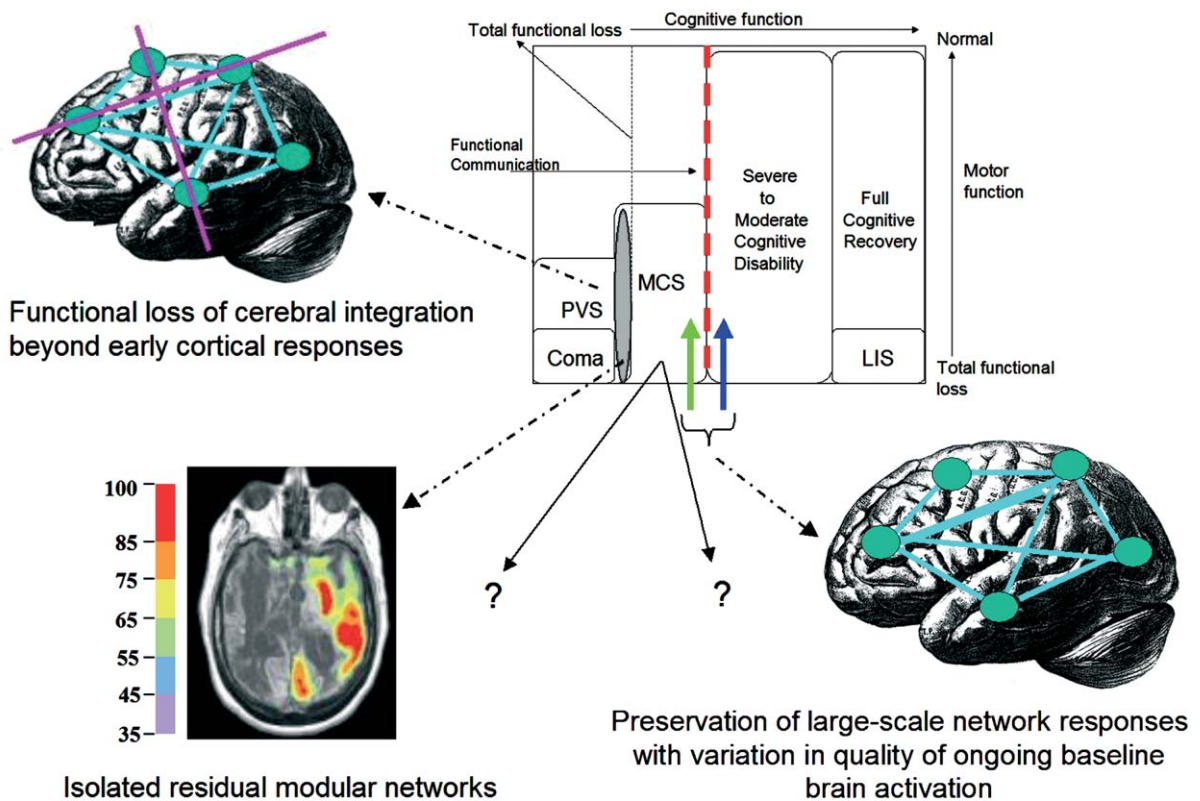 Cognitive function
Total functional loss
Normal
Functional
Communication
Motor
function
Severe
to
Moderate
Cognitive
Disability
Full
Cognitive
Recovery
MCS
PVS
Coma
LIS
Total functional
loss
Functional loss of cerebral integration
beyond early cortical responses
100
85
75
65
55
45
35
?
?
Isolated residual modular networks
Preservation of large-scale network responses
with variation in quality of ongoing baseline
brain activation